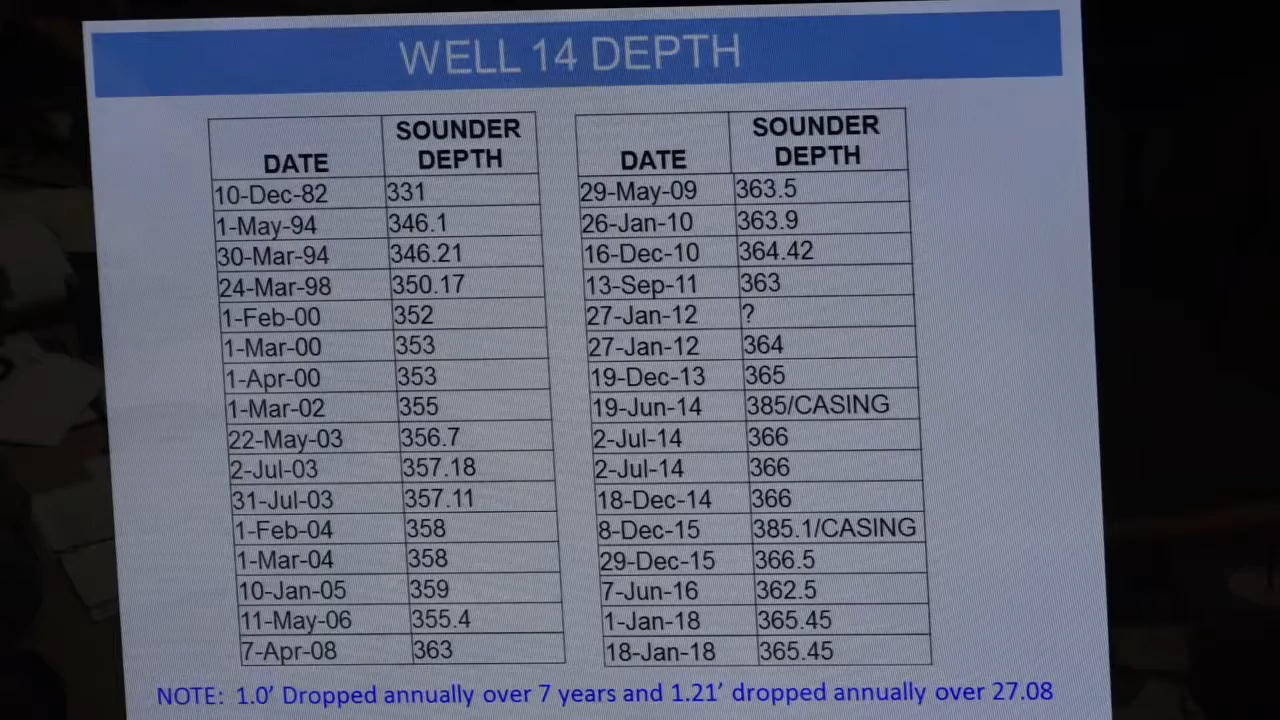 WELL 14 DEPTH
DATE SOUNDER DEPTH
10-Dec-82 331
1-May-94 346.1
30-Mar-94 346.21
24-Mar-98 350.17
1-Feb-00 352
1-Mar-00 353
1-Apr-00 353
1-Mar-02 355
22-May-03 356.7
2-Jul-03 357.18
31-Jul-03 357.11
1-Feb-04 358
1-Mar-04 358
10-Jan-05 359
11-May-06 355.4
7-Apr-08 363
DATE SOUNDER DEPTH
29-May-09 363.5
26-Jan-10 363.9
16-Dec-10 364.42
13-Sep-11 363
27-Jan-12 ?
27-Jan-12 364
19-Dec-13 365
19-Jun-14 385/CASING
2-Jul-14 366
2-Jul-14 366
18-Dec-14 366
8-Dec-15 385.1/CASING
29-Dec-15 366.5
7-Jun-16 362.5
1-Jan-18 365.45
18-Jan-18 365.45
NOTE: 1.0' Dropped annually over 7 years and 1.21' dropped annually over 27.08